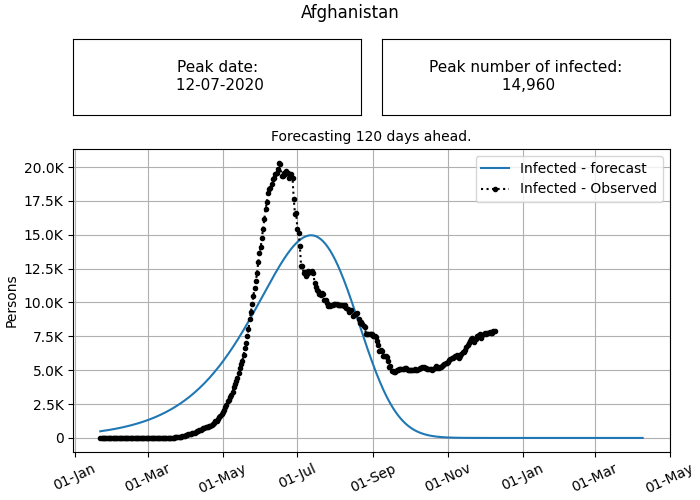 Afghanistan
Peak date:
12-07-2020
Peak number of infected:
14,960
Forecasting 120 days ahead.
Infected - forecast
Infected - Observed
Persons
20.0K
17.5K
15.0K
12.5K
10.0K
7.5K
5.0K
2.5K
0
01-Jan
01-Mar
01-May
01-Jul
01-Sep
01-Nov
01-Jan
01-Mar
01-May